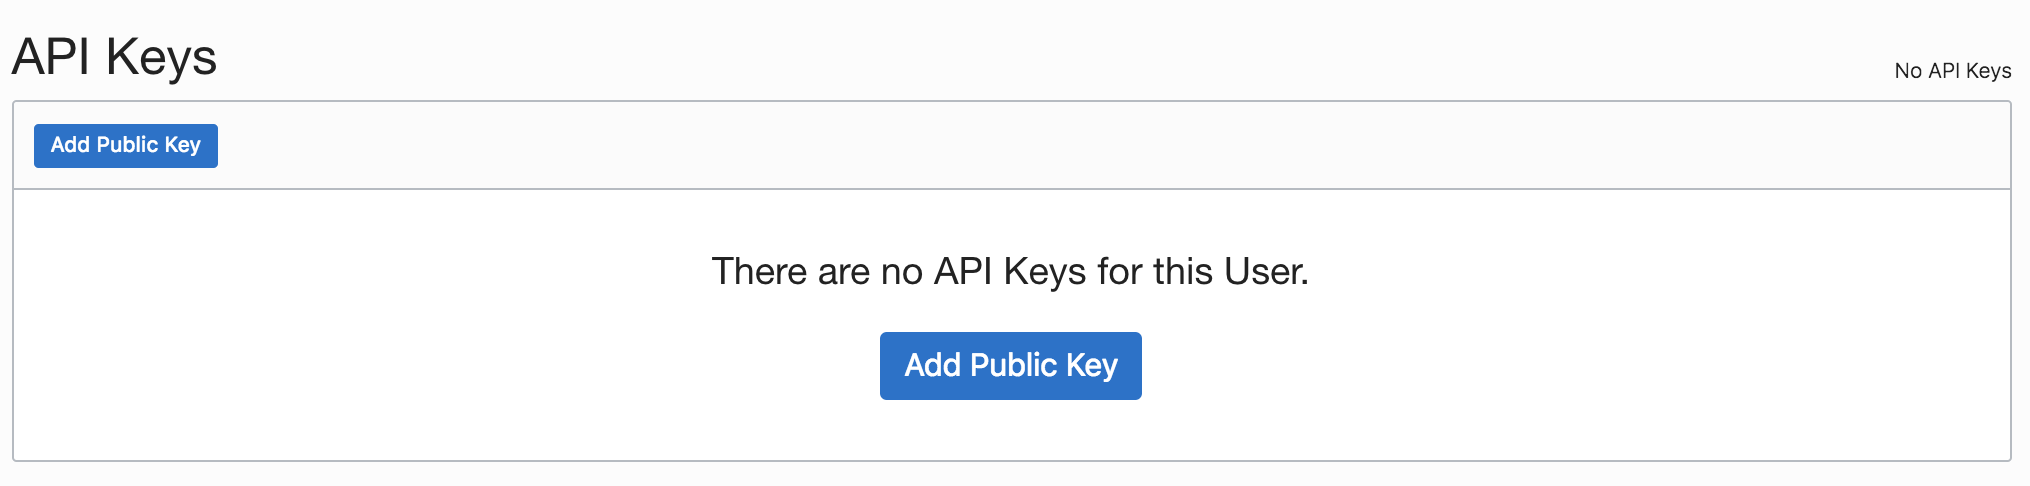 API Keys
No API Keys
Add Public Key
There are no API Keys for this User.
Add Public Key